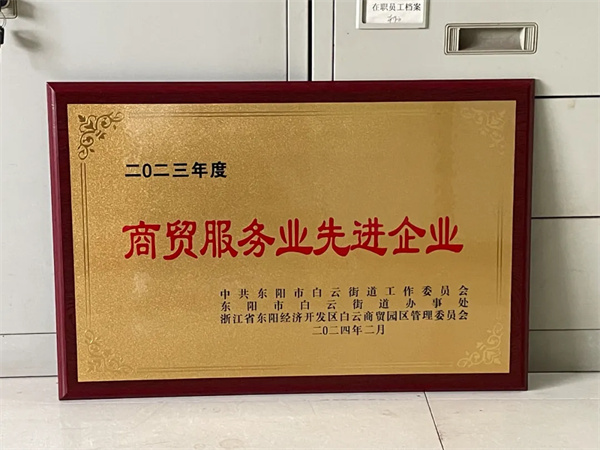 在职员工档案
二〇二三年度
商贸服务业先进企业
中共东阳市白云街道工作委员会
东阳市白云街道办事处
浙江省东阳经济开发区白云商贸园区管理委员会
二〇二四年二月